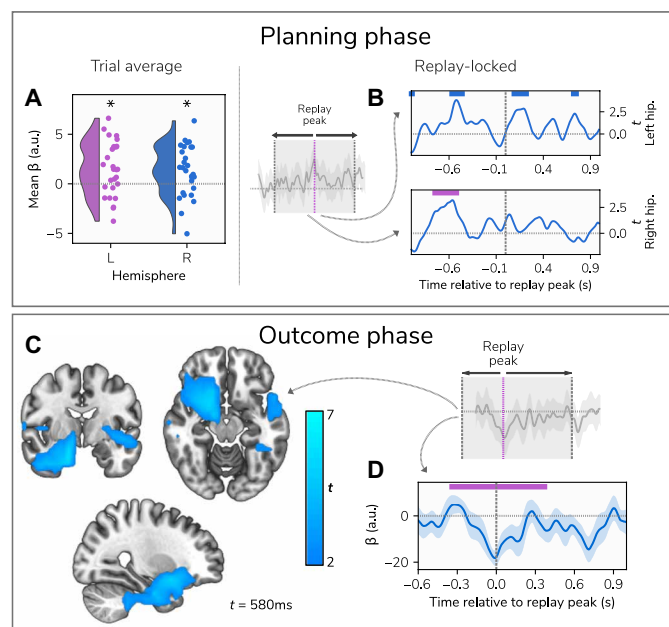 Planning phase
Trial average
Replay-locked
A
*
*
Mean β (a.u.)
5
0
−5
L
R
Hemisphere
Replay
peak
B
2.5
0.0
t
Left hip.
−0.6
−0.1
0.4
0.9
2.5
0.0
t
Right hip.
−0.6
−0.1
0.4
0.9
Time relative to replay peak (s)
Outcome phase
C
7
t
2
t = 580ms
Replay
peak
D
β (a.u.)
0
−20
−0.6
−0.3
0.0
0.3
0.6
0.9
Time relative to replay peak (s)